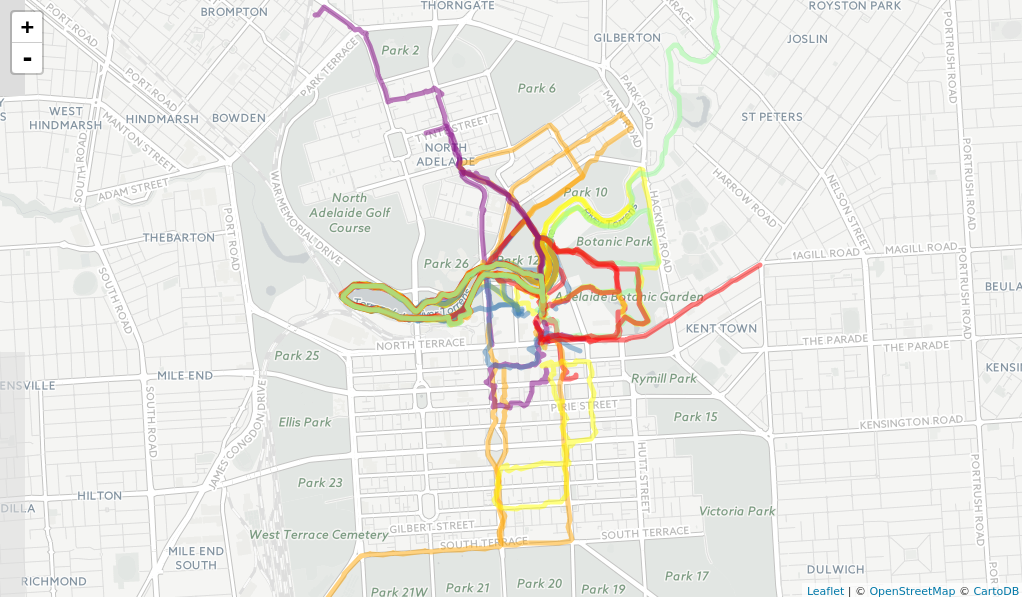 +
-
BROMPTON
THORNGATE
ROYSTON PARK
PORT ROAD
TERRACE
GILBERTON
JOSLIN
Park 2
PORTRUSH ROAD
PARK TERRACE
PORT ROAD
Park 6
PARK ROAD
MANN ROAD
WEST
HINDMARSH
HINDMARSH
BOWDEN
ST PETERS
MANTON STREET
STREET
NORTH
ADELAIDE
SOUTH ROAD
ADAM STREET
WAR MEMORIAL DRIVE
North
Adelaide Golf
Course
Park 10
HACKNEY ROAD
HARROW ROAD
NELSON STREET
PORTRUSH ROAD
THEBARTON
PORT ROAD
Botanic Park
MAGILL ROAD
Park 26
Park 12
SOUTH ROAD
Adelaide Botanic Garden
BEULA
KENT TOWN
NORTH TERRACE
THE PARADE
THE PARADE
Park 25
ENSVILLE
MILE END
Rymill Park
KENSI
SOUTH ROAD
JAMES CONGDON DRIVE
Ellis Park
PIRIE STREET
Park 15
KENSINGTON ROAD
HUTT STREET
Park 23
HILTON
DILLA
PORTRUSH ROAD
Victoria Park
GILBERT STREET
West Terrace Cemetery
SOUTH TERRACE
SOUTH TERRACE
MILE END
SOUTH
RICHMOND
Park 21W
Park 21
Park 20
Park 19
Park 17
DULWICH
Leaflet | © OpenStreetMap © CartoDB